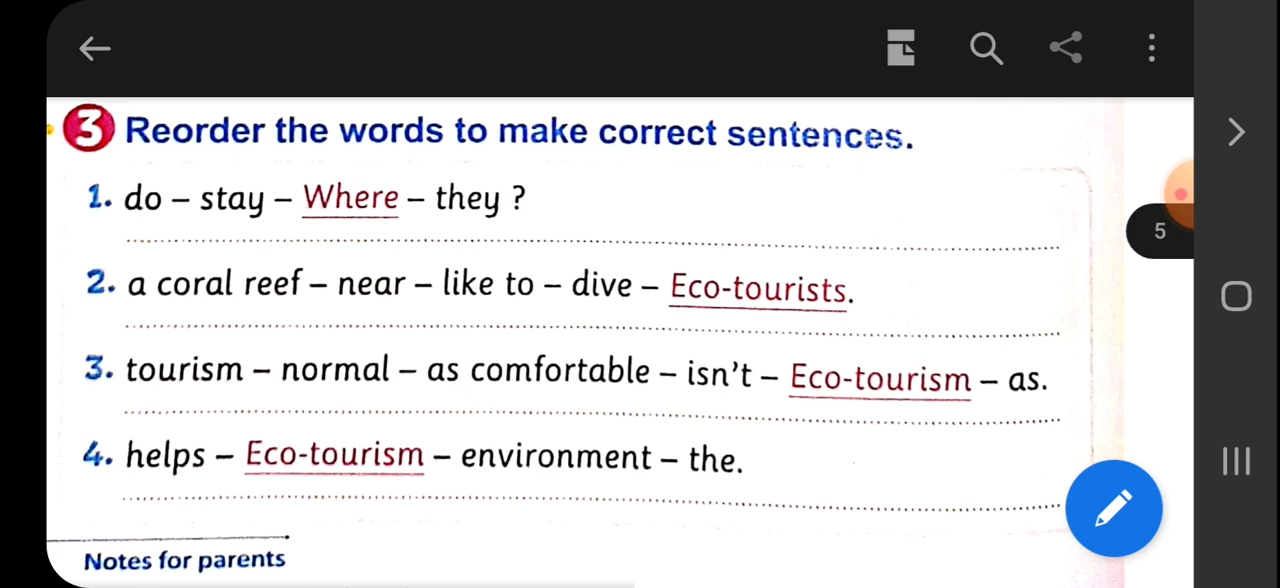 3 Reorder the words to make correct sentences.
1. do – stay – Where – they ?
5
2. a coral reef – near – like to – dive – Eco-tourists.
3. tourism – normal – as comfortable – isn't – Eco-tourism – as.
4. helps – Eco-tourism – environment – the.
Notes for parents